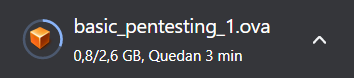 basic_pentesting_1.ova
0,8/2,6 GB, Quedan 3 min